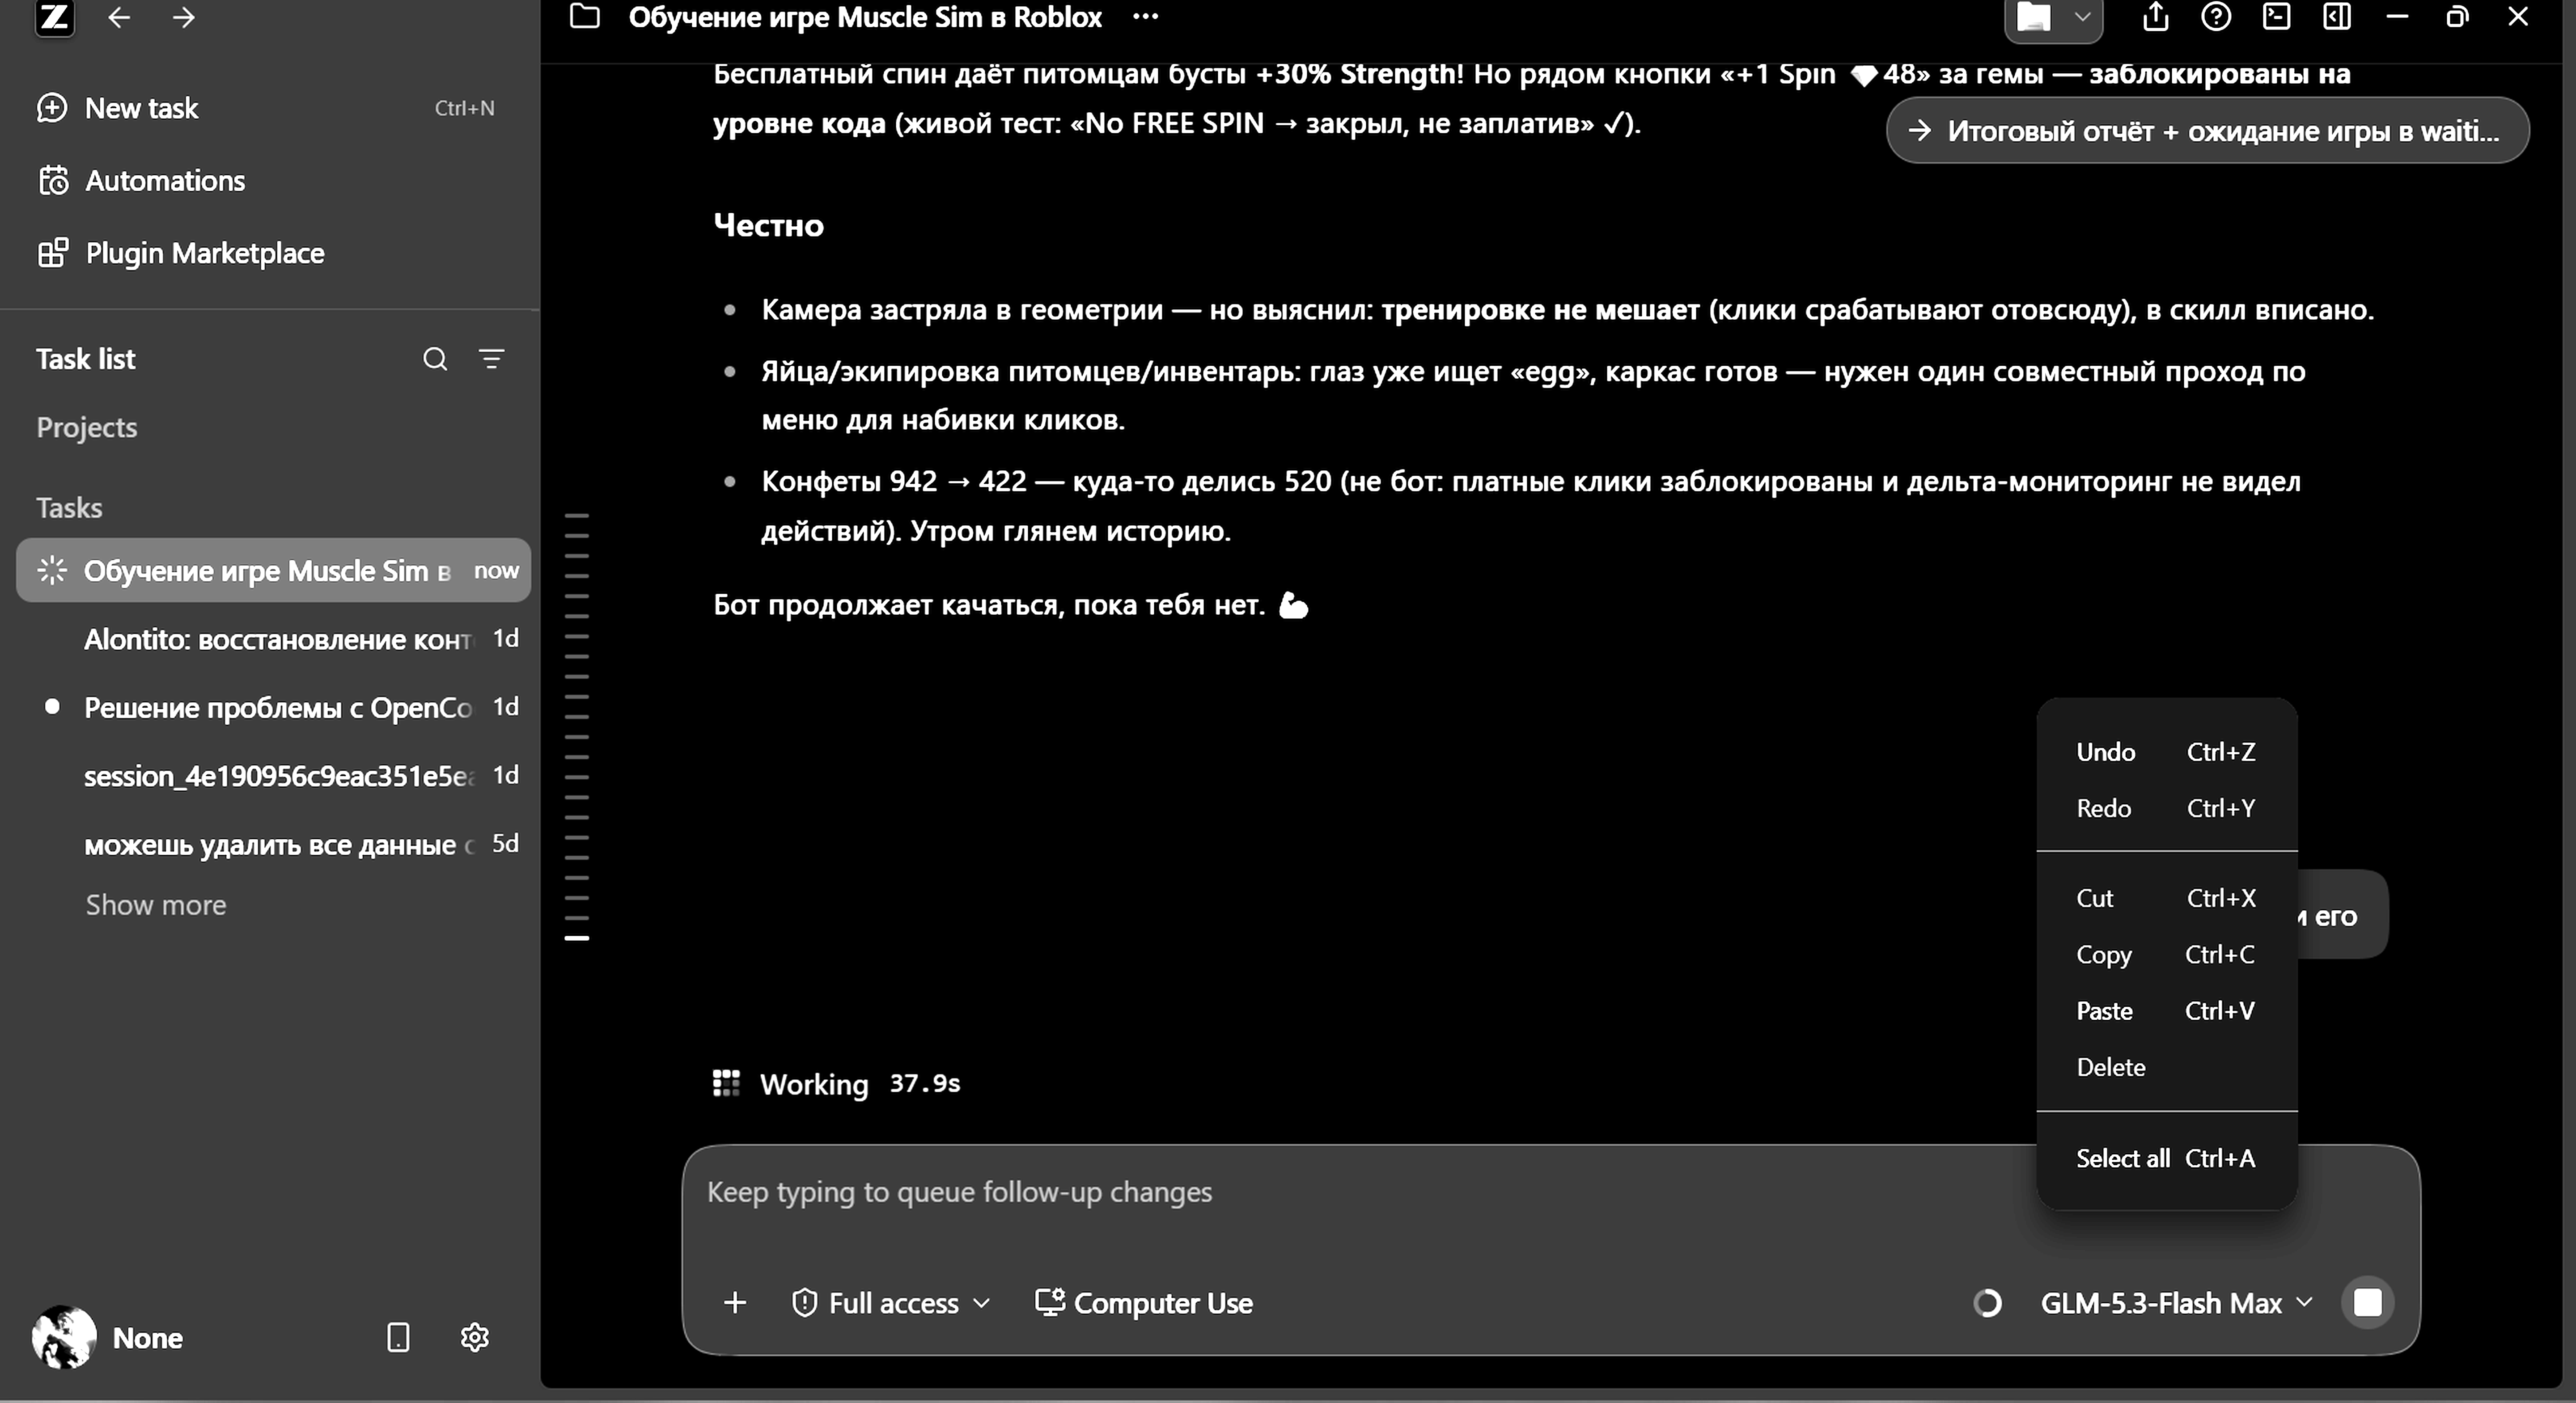 Z
Обучение игре Muscle Sim в Roblox
New task Ctrl+N
Automations
Plugin Marketplace
Task list
Projects
Tasks
Обучение игре Muscle Sim в now
Alontito: восстановление конт 1d
Решение проблемы с OpenCo 1d
session_4e190956c9eac351e5ea 1d
можешь удалить все данные с 5d
Show more
None
Бесплатный спин даёт питомцам бусты +30% Strength! Но рядом кнопки «+1 Spin 💎48» за гемы — заблокированы на
уровне кода (живой тест: «No FREE SPIN → закрыл, не заплатив» ✓).
→ Итоговый отчёт + ожидание игры в waiti...
Честно
• Камера застряла в геометрии — но выяснил: тренировке не мешает (клики срабатывают отовсюду), в скилл вписано.
• Яйца/экипировка питомцев/инвентарь: глаз уже ищет «egg», каркас готов — нужен один совместный проход по
меню для набивки кликов.
• Конфеты 942 → 422 — куда-то делись 520 (не бот: платные клики заблокированы и дельта-мониторинг не видел
действий). Утром глянем историю.
Бот продолжает качаться, пока тебя нет. 💪
и его
Undo Ctrl+Z
Redo Ctrl+Y
Cut Ctrl+X
Copy Ctrl+C
Paste Ctrl+V
Delete
Select all Ctrl+A
Working 37.9s
Keep typing to queue follow-up changes
Full access
Computer Use
GLM-5.3-Flash Max